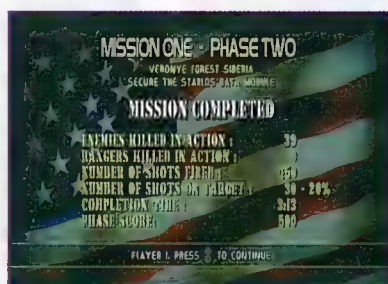 MISSION ONE - PHASE TWO
VERONYE FOREST SIBERIA
SECURE THE STARLOS DATA MODULE
MISSION COMPLETED
ENEMIES KILLED IN ACTION :
RANGERS KILLED IN ACTION :
NUMBER OF SHOTS FIRED :
NUMBER OF SHOTS ON TARGET : 30 - 20%
COMPLETION TIME : 3:13
PHASE SCORE: 500
PLAYER 1, PRESS TO CONTINUE